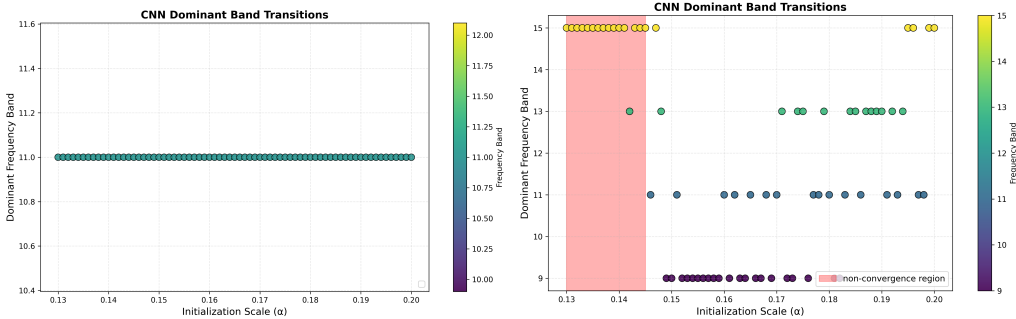 CNN Dominant Band Transitions
Dominant Frequency Band
11.6
11.4
11.2
11.0
10.8
10.6
10.4
0.13 0.14 0.15 0.16 0.17 0.18 0.19 0.20
Initialization Scale (α)
12.00
11.75
11.50
11.25
11.00
10.75
10.50
10.25
10.00
Frequency Band
CNN Dominant Band Transitions
Dominant Frequency Band
15
14
13
12
11
10
9
non-convergence region
0.13 0.14 0.15 0.16 0.17 0.18 0.19 0.20
Initialization Scale (α)
15
14
13
12
11
10
9
Frequency Band